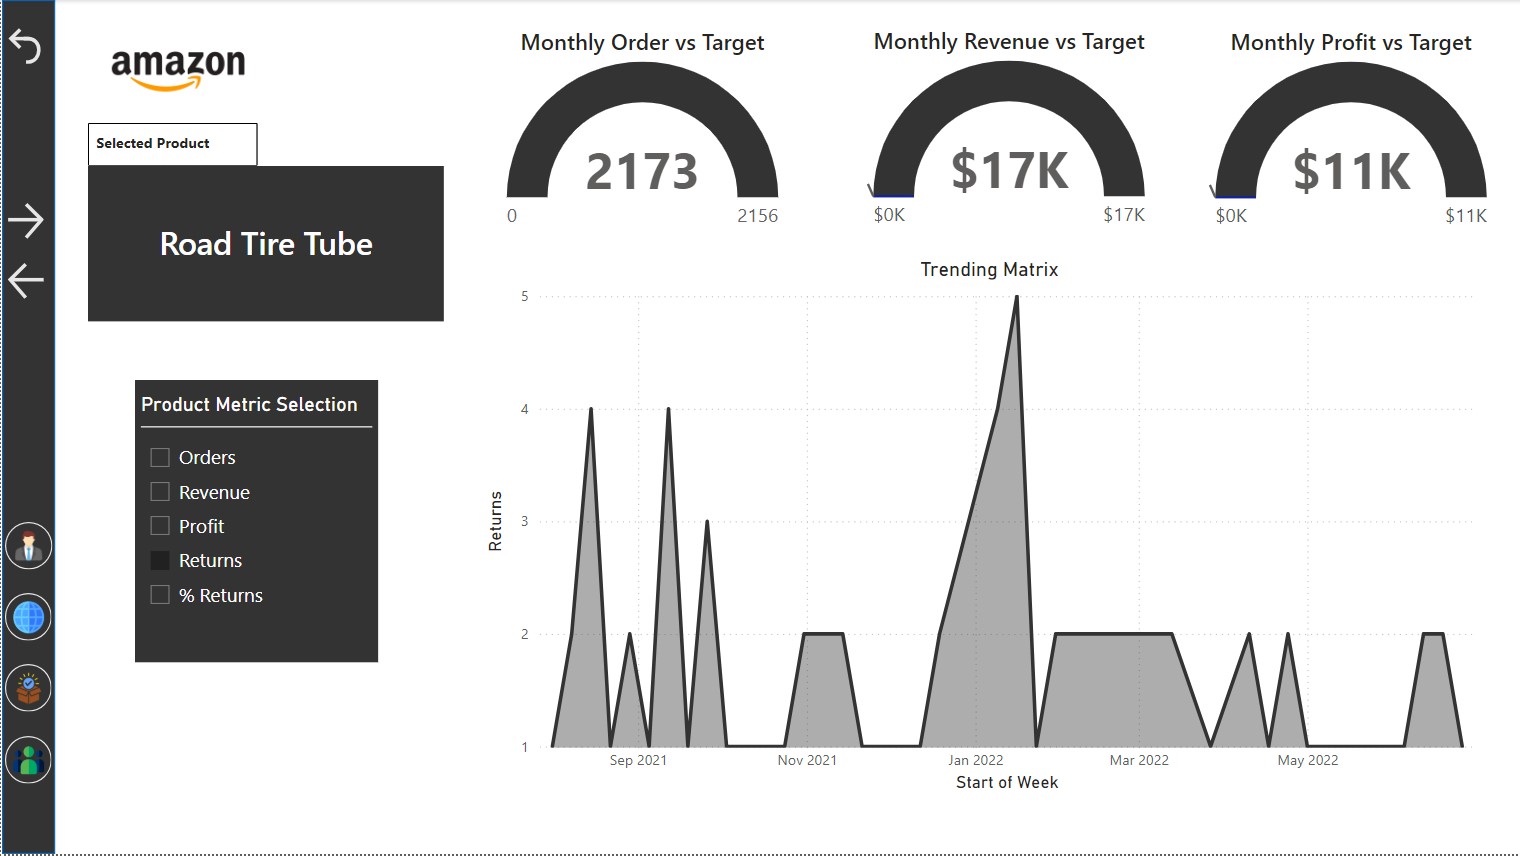 amazon
Selected Product
Road Tire Tube
Product Metric Selection
Orders
Revenue
Profit
Returns
% Returns
Monthly Order vs Target
2173
0
2156
Monthly Revenue vs Target
$17K
$0K
$17K
Monthly Profit vs Target
$11K
$0K
$11K
Trending Matrix
Returns
5
4
3
2
1
Sep 2021
Nov 2021
Jan 2022
Mar 2022
May 2022
Start of Week